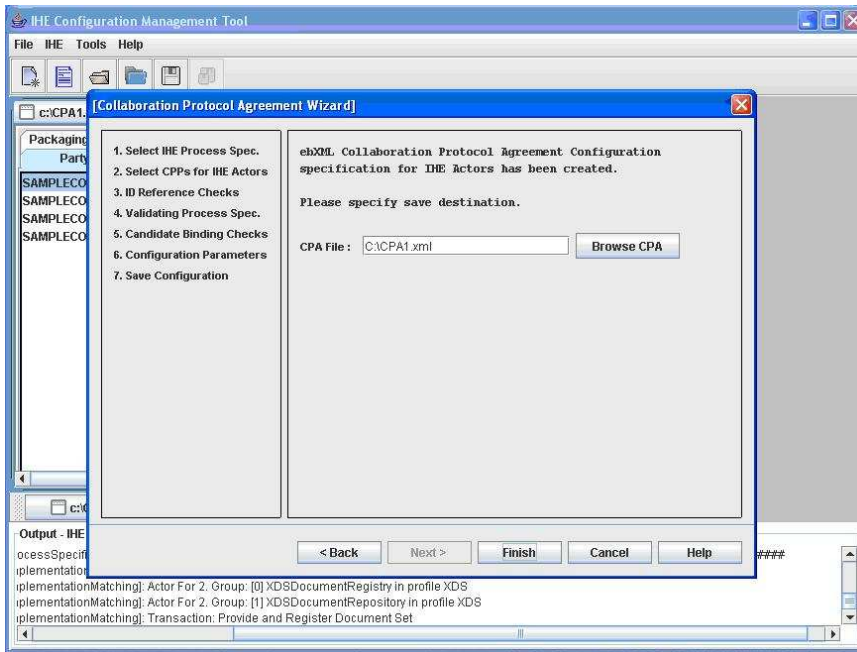 IHE Configuration Management Tool
File IHE Tools Help
c:\CPA1.
[Collaboration Protocol Agreement Wizard]
Packaging
Party
SAMPLECO
SAMPLECO
SAMPLECO
SAMPLECO
1. Select IHE Process Spec.
2. Select CPPs for IHE Actors
3. ID Reference Checks
4. Validating Process Spec.
5. Candidate Binding Checks
6. Configuration Parameters
7. Save Configuration
ebXML Collaboration Protocol Agreement Configuration
specification for IHE Actors has been created.
Please specify save destination.
CPA File : C:\CPA1.xml Browse CPA
c:\
< Back Next > Finish Cancel Help
Output - IHE
ocessSpecifi ####
plementation
plementationMatching]: Actor For 2. Group: [0] XDSDocumentRegistry in profile XDS
plementationMatching]: Actor For 2. Group: [1] XDSDocumentRepository in profile XDS
plementationMatching]: Transaction: Provide and Register Document Set